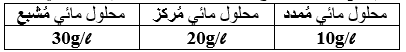 محلول مائي مُمدد محلول مائي مُركز محلول مائي مُشبع
10g/ℓ 20g/ℓ 30g/ℓ